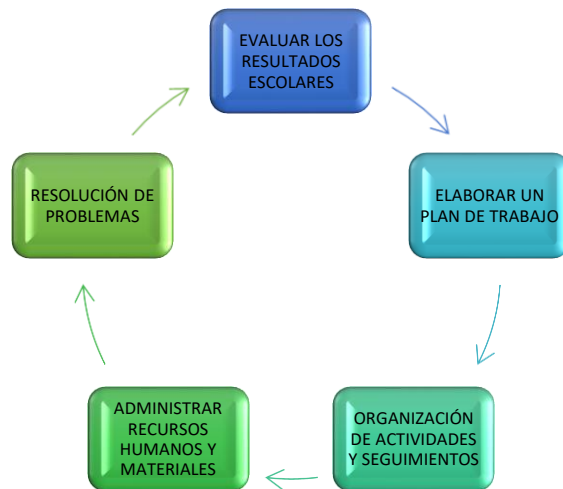 EVALUAR LOS
RESULTADOS
ESCOLARES
ELABORAR UN
PLAN DE TRABAJO
ORGANIZACIÓN
DE ACTIVIDADES
Y SEGUIMIENTOS
ADMINISTRAR
RECURSOS
HUMANOS Y
MATERIALES
RESOLUCIÓN DE
PROBLEMAS